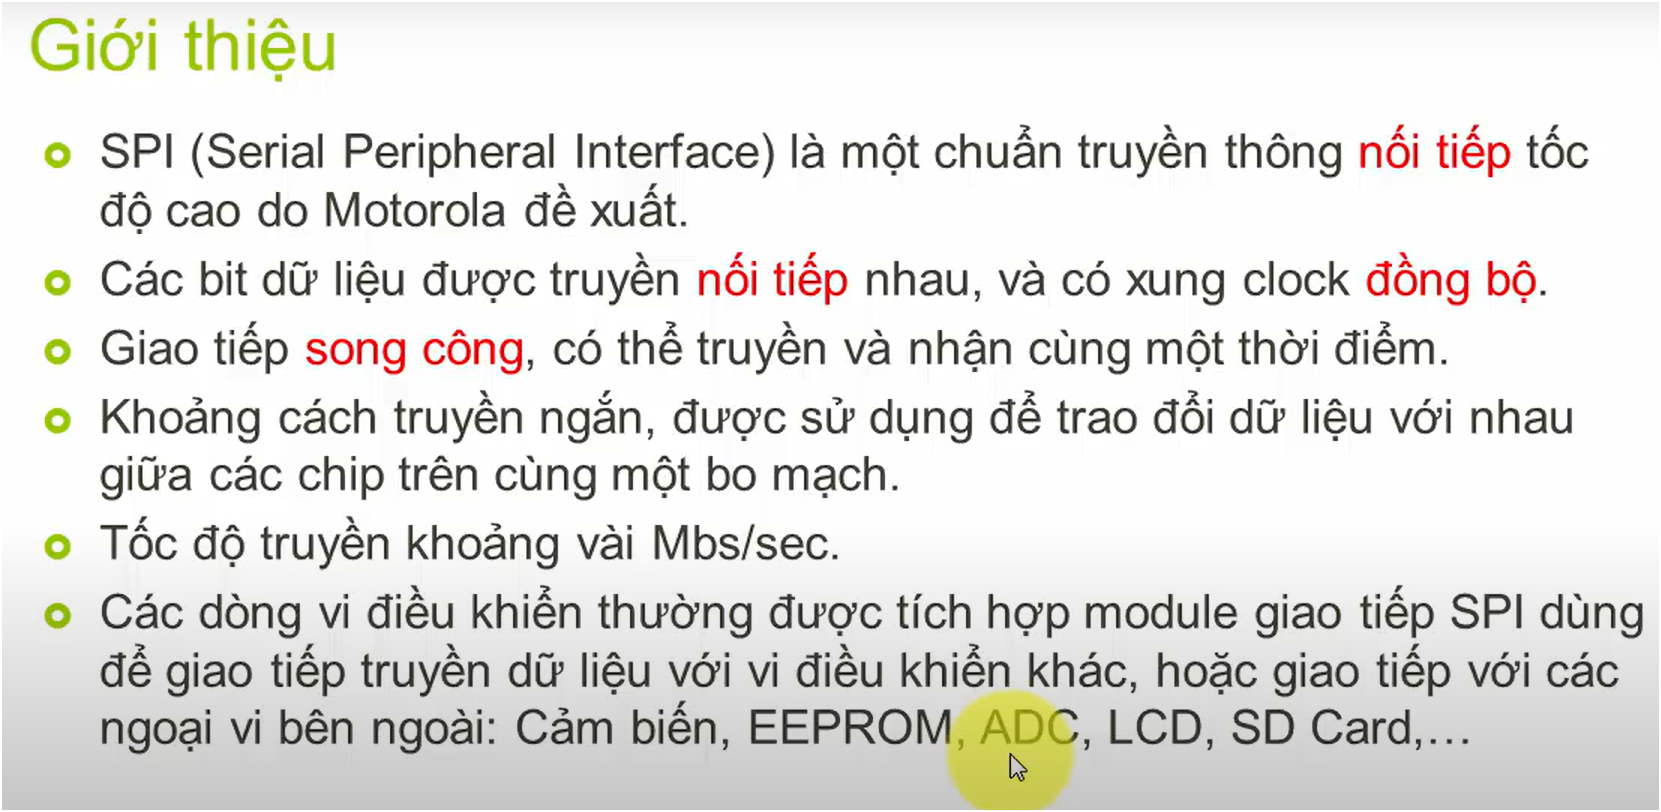 Giới thiệu
SPI (Serial Peripheral Interface) là một chuẩn truyền thông nối tiếp tốc
độ cao do Motorola đề xuất.
Các bit dữ liệu được truyền nối tiếp nhau, và có xung clock đồng bộ.
Giao tiếp song công, có thể truyền và nhận cùng một thời điểm.
Khoảng cách truyền ngắn, được sử dụng để trao đổi dữ liệu với nhau
giữa các chip trên cùng một bo mạch.
Tốc độ truyền khoảng vài Mbs/sec.
Các dòng vi điều khiển thường được tích hợp module giao tiếp SPI dùng
để giao tiếp truyền dữ liệu với vi điều khiển khác, hoặc giao tiếp với các
ngoại vi bên ngoài: Cảm biến, EEPROM, ADC, LCD, SD Card,...